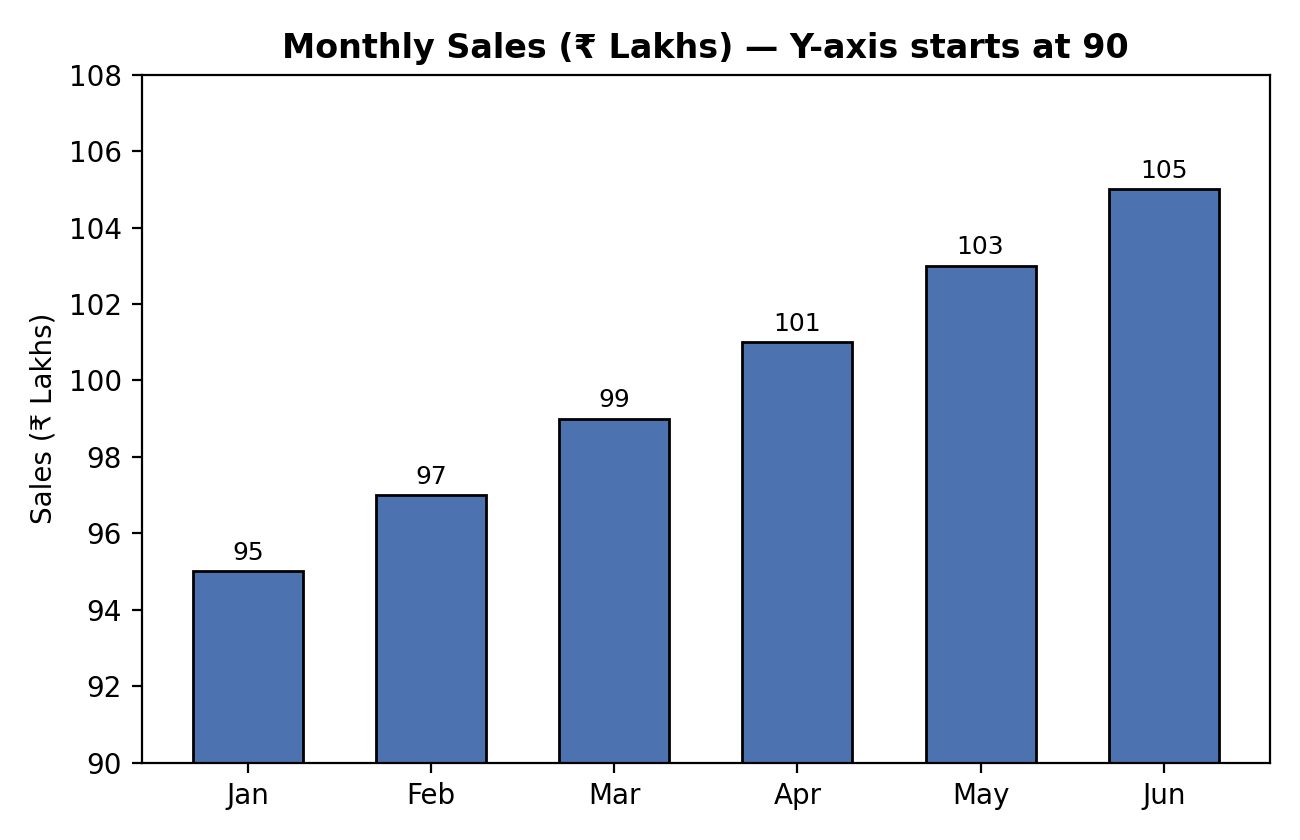 Monthly Sales (₹ Lakhs) — Y-axis starts at 90
Sales (₹ Lakhs)
108
106
104
102
100
98
96
94
92
90
95
97
99
101
103
105
Jan
Feb
Mar
Apr
May
Jun